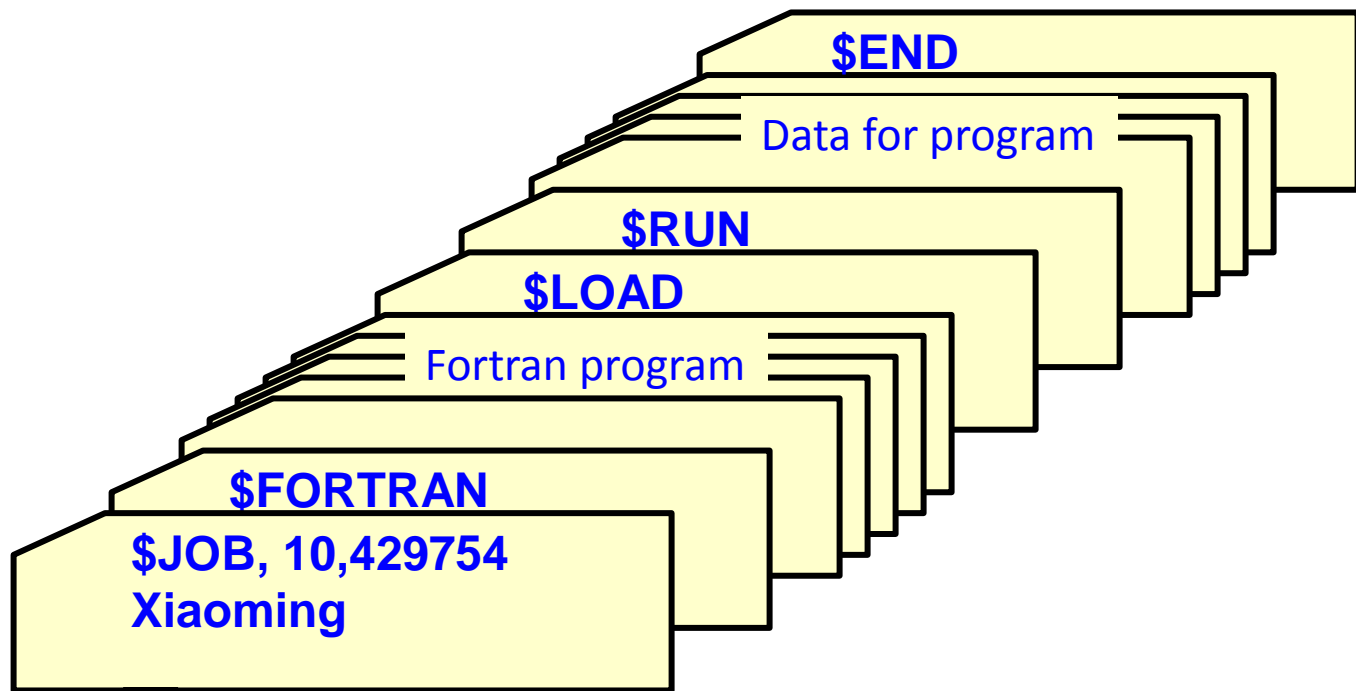 $END
Data for program
$RUN
$LOAD
Fortran program
$FORTRAN
$JOB, 10,429754
Xiaoming